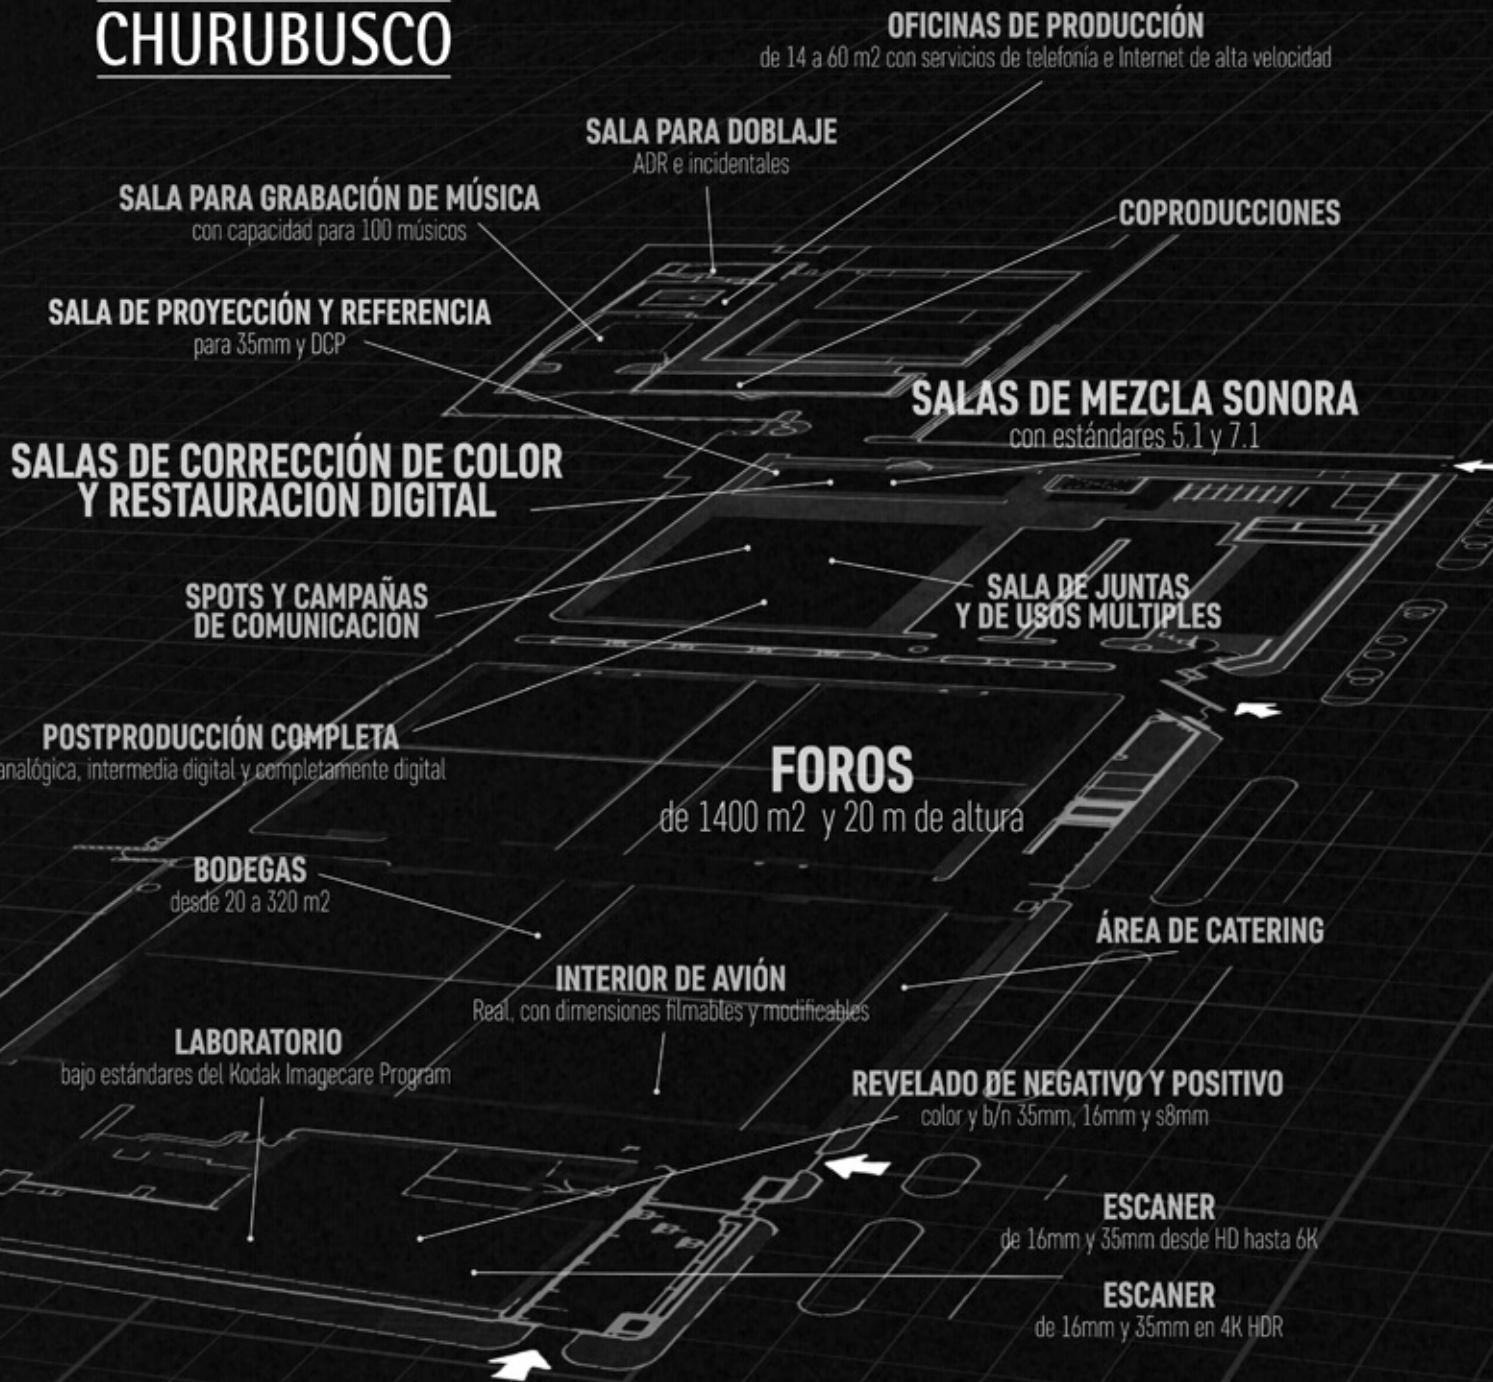 CHURUBUSCO
OFICINAS DE PRODUCCIÓN
de 14 a 60 m2 con servicios de telefonía e Internet de alta velocidad
SALA PARA DOBLAJE
ADR e incidentales
SALA PARA GRABACIÓN DE MÚSICA
con capacidad para 100 músicos
COPRODUCCIONES
SALA DE PROYECCIÓN Y REFERENCIA
para 35mm y DCP
SALAS DE MEZCLA SONORA
con estándares 5.1 y 7.1
SALAS DE CORRECCIÓN DE COLOR
Y RESTAURACIÓN DIGITAL
SPOTS Y CAMPAÑAS
DE COMUNICACIÓN
SALA DE JUNTAS
Y DE USOS MULTIPLES
POSTPRODUCCIÓN COMPLETA
analógica, intermedia digital y completamente digital
FOROS
de 1400 m2 y 20 m de altura
BODEGAS
desde 20 a 320 m2
ÁREA DE CATERING
INTERIOR DE AVIÓN
Real, con dimensiones filmables y modificables
LABORATORIO
bajo estándares del Kodak Imagecare Program
REVELADO DE NEGATIVO Y POSITIVO
color y b/n 35mm, 16mm y s8mm
ESCANER
de 16mm y 35mm desde HD hasta 6K
ESCANER
de 16mm y 35mm en 4K HDR